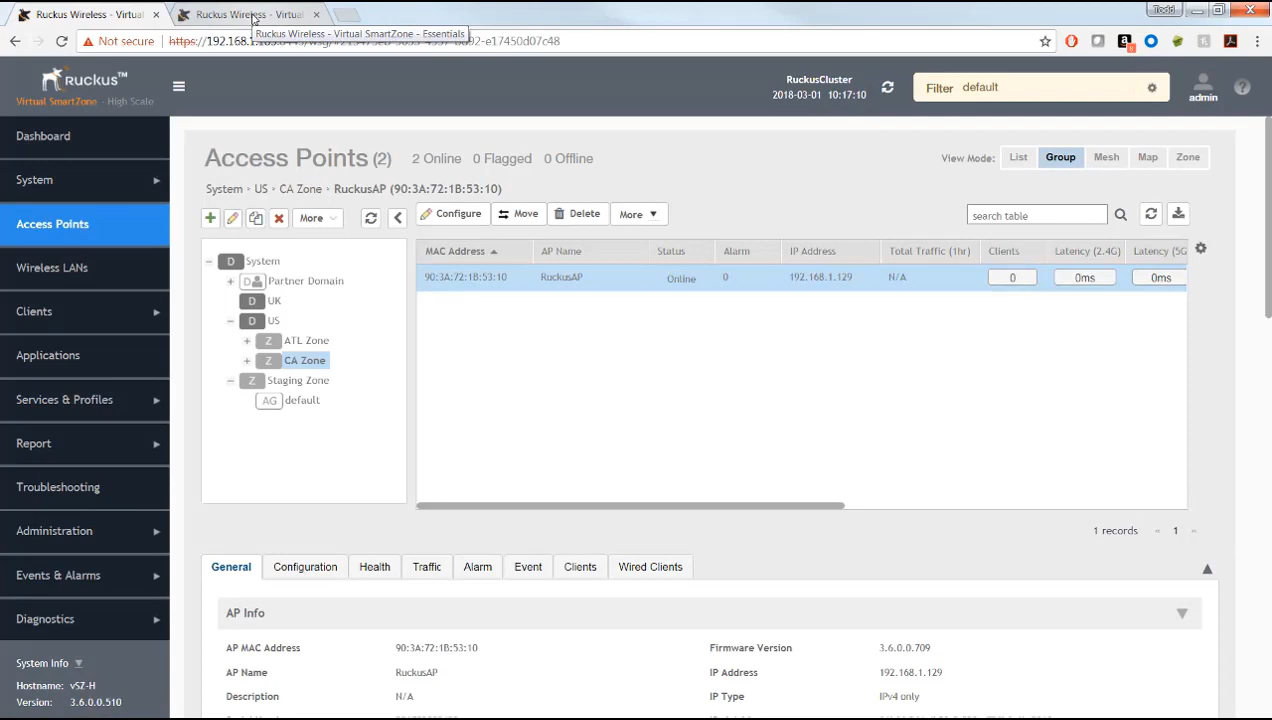 Ruckus Wireless - Virtual
Ruckus Wireless - Virtual
Todd
Ruckus Wireless - Virtual SmartZone - Essentials
Not secure
https://192.168.1.
-e17450d07c48
RUCKUS™
Virtual SmartZone - High Scale
RuckusCluster
2018-03-01 10:17:10
Filter default
admin
Dashboard
System
Access Points
Wireless LANs
Clients
Applications
Services & Profiles
Report
Troubleshooting
Administration
Events & Alarms
Diagnostics
System Info
Hostname: vSZ-H
Version: 3.6.0.0.510
Access Points (2) 2 Online 0 Flagged 0 Offline
View Mode: List Group Mesh Map Zone
System › US › CA Zone › RuckusAP (90:3A:72:1B:53:10)
More
Configure Move Delete More
search table
D System
+ D Partner Domain
D UK
D US
+ Z ATL Zone
+ Z CA Zone
Z Staging Zone
AG default
MAC Address AP Name Status Alarm IP Address Total Traffic (1hr) Clients Latency (2.4G) Latency (5G
90:3A:72:1B:53:10 RuckusAP Online 0 192.168.1.129 N/A 0 0ms 0ms
1 records « 1 »
General Configuration Health Traffic Alarm Event Clients Wired Clients
AP Info
AP MAC Address 90:3A:72:1B:53:10 Firmware Version 3.6.0.0.709
AP Name RuckusAP IP Address 192.168.1.129
Description N/A IP Type IPv4 only